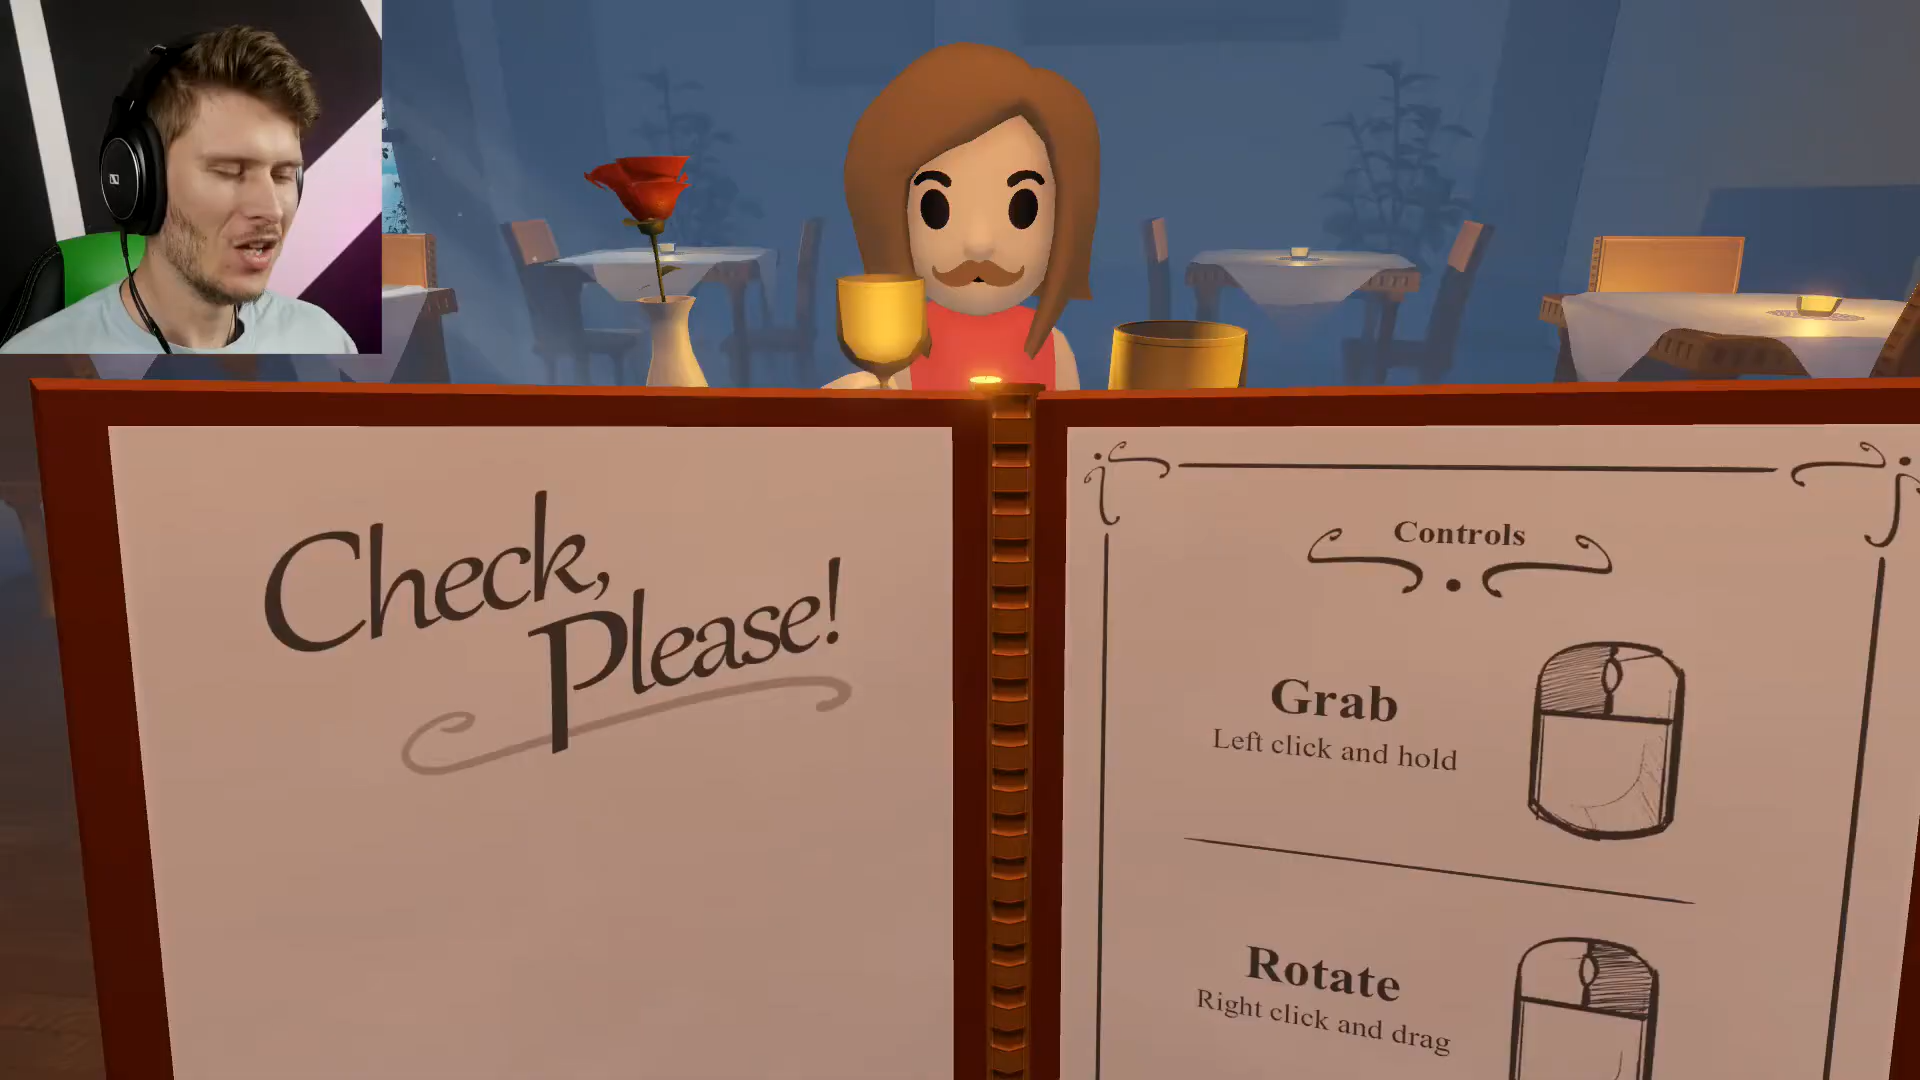 Check,
Please!
Controls
Grab
Left click and hold
Rotate
Right click and drag